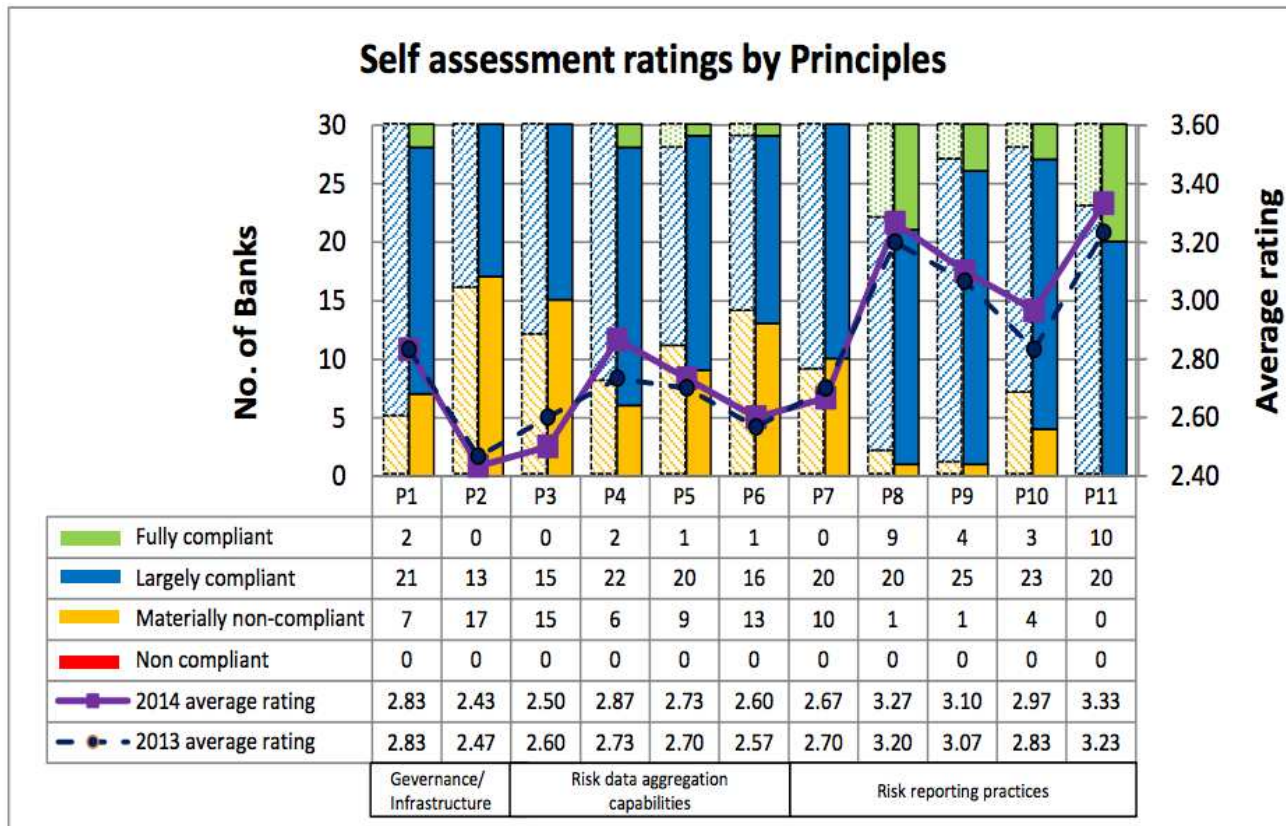 Self assessment ratings by Principles
No. of Banks
30
25
20
15
10
5
0
3.60
3.40
3.20
3.00
2.80
2.60
2.40
Average rating
P1 P2 P3 P4 P5 P6 P7 P8 P9 P10 P11
Fully compliant 2 0 0 2 1 1 0 9 4 3 10
Largely compliant 21 13 15 22 20 16 20 20 25 23 20
Materially non-compliant 7 17 15 6 9 13 10 1 1 4 0
Non compliant 0 0 0 0 0 0 0 0 0 0 0
2014 average rating 2.83 2.43 2.50 2.87 2.73 2.60 2.67 3.27 3.10 2.97 3.33
2013 average rating 2.83 2.47 2.60 2.73 2.70 2.57 2.70 3.20 3.07 2.83 3.23
Gevernance/
Infrastructure
Risk data aggregation
capabilities
Risk reporting practices